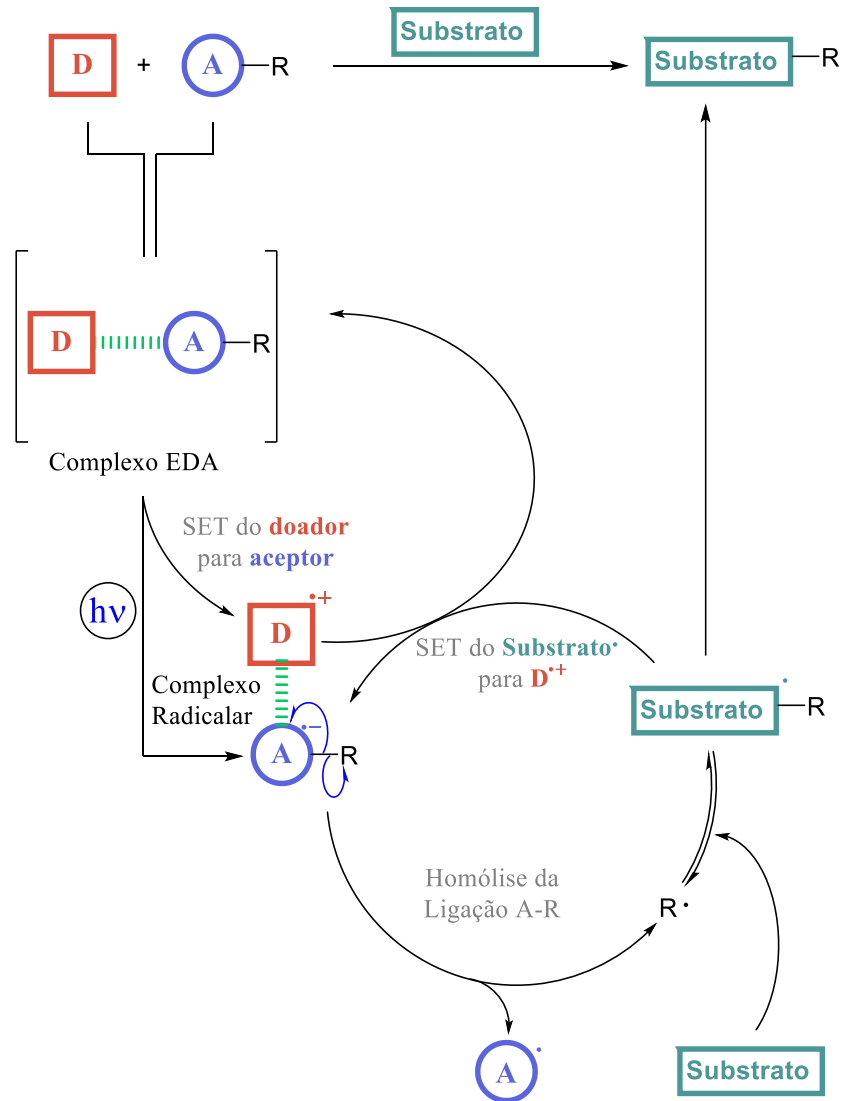 Substrato
D + A R
Substrato R
D A R
Complexo EDA
SET do doador
para aceptor
hν
•+
D
SET do Substrato•
para D•+
Complexo
Radicalar
•−
A R
•
Substrato R
Homólise da
Ligação A-R
R•
A •
Substrato